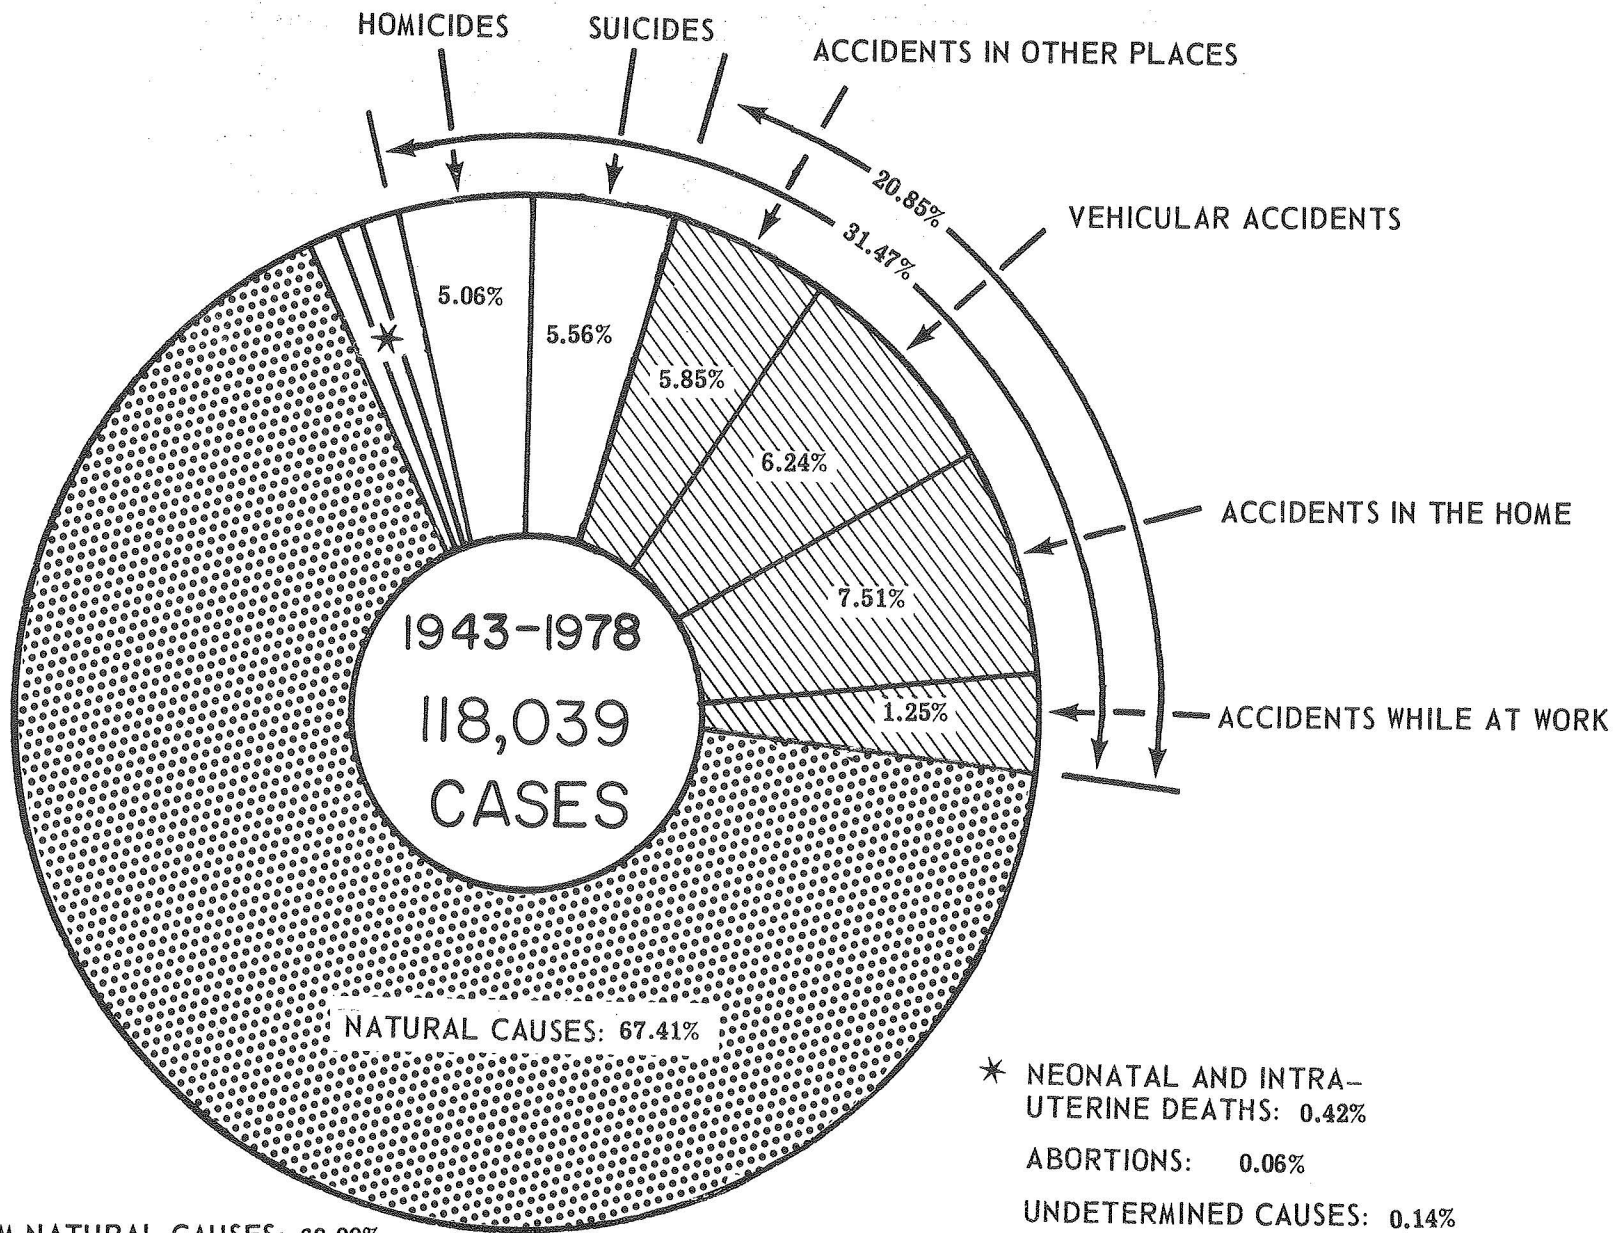 HOMICIDES
SUICIDES
ACCIDENTS IN OTHER PLACES
20.85%
31.47%
VEHICULAR ACCIDENTS
5.06%
5.56%
5.85%
6.24%
ACCIDENTS IN THE HOME
7.51%
1943-1978
118,039
CASES
1.25%
ACCIDENTS WHILE AT WORK
NATURAL CAUSES: 67.41%
* NEONATAL AND INTRA-
UTERINE DEATHS: 0.42%
ABORTIONS: 0.06%
UNDETERMINED CAUSES: 0.14%
NATURAL CAUSES: